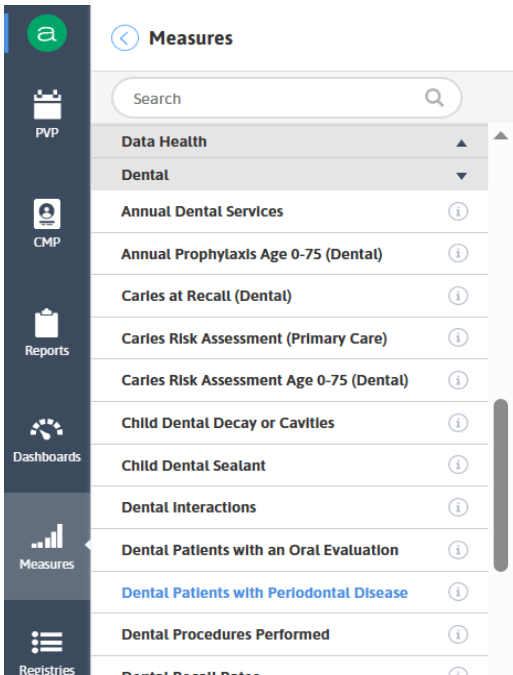 a
Measures
Search
PVP
Data Health
Dental
Annual Dental Services
CMP
Annual Prophylaxis Age 0-75 (Dental)
Caries at Recall (Dental)
Caries Risk Assessment (Primary Care)
Reports
Caries Risk Assessment Age 0-75 (Dental)
Child Dental Decay or Cavities
Dashboards
Child Dental Sealant
Dental Interactions
Dental Patients with an Oral Evaluation
Measures
Dental Patients with Periodontal Disease
Dental Procedures Performed
Registries
Dental Recall Rates